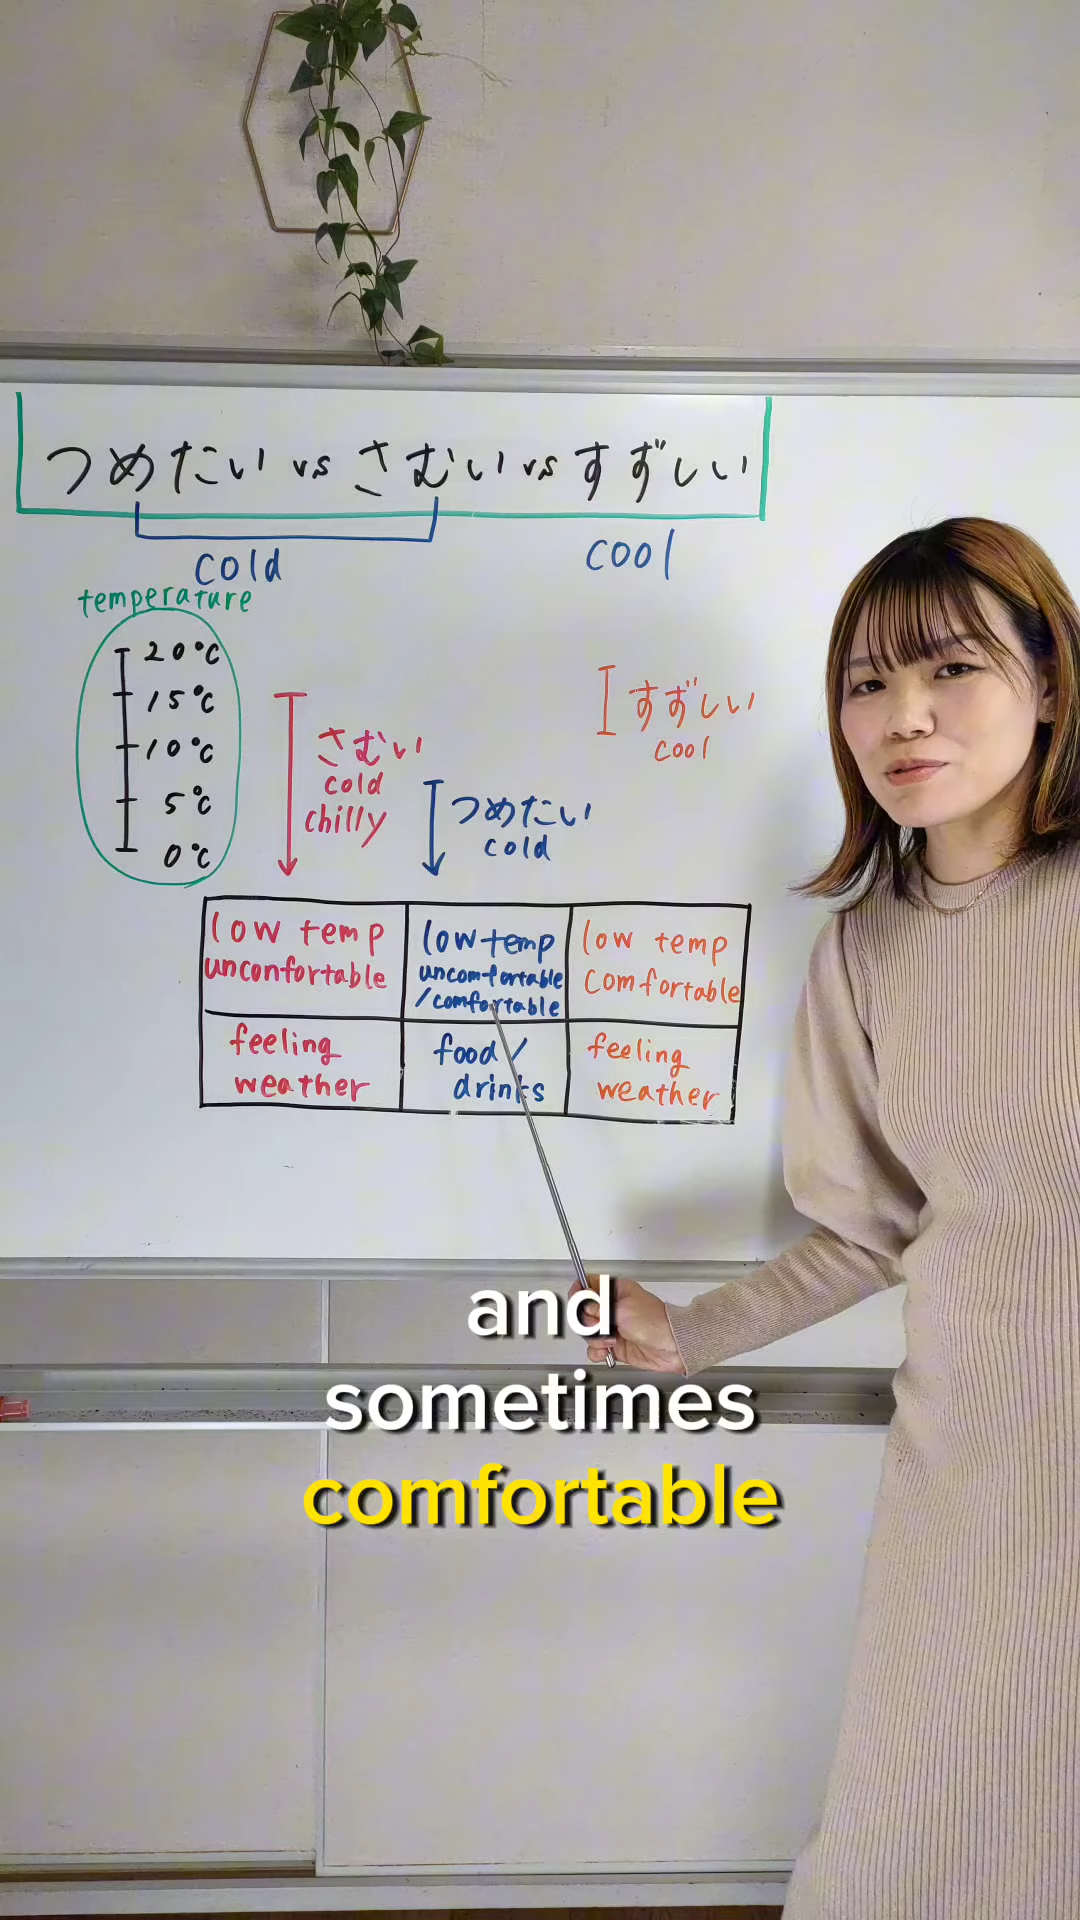 つめたい vs さむい vs すずしい
cold
cool
temperature
20°C
15°C
10°C
5°C
0°C
さむい
cold
chilly
つめたい
cold
すずしい
cool
low temp
unconfortable
low temp
uncomfortable
/comfortable
low temp
comfortable
feeling
weather
food/
drinks
feeling
weather
and
sometimes
comfortable